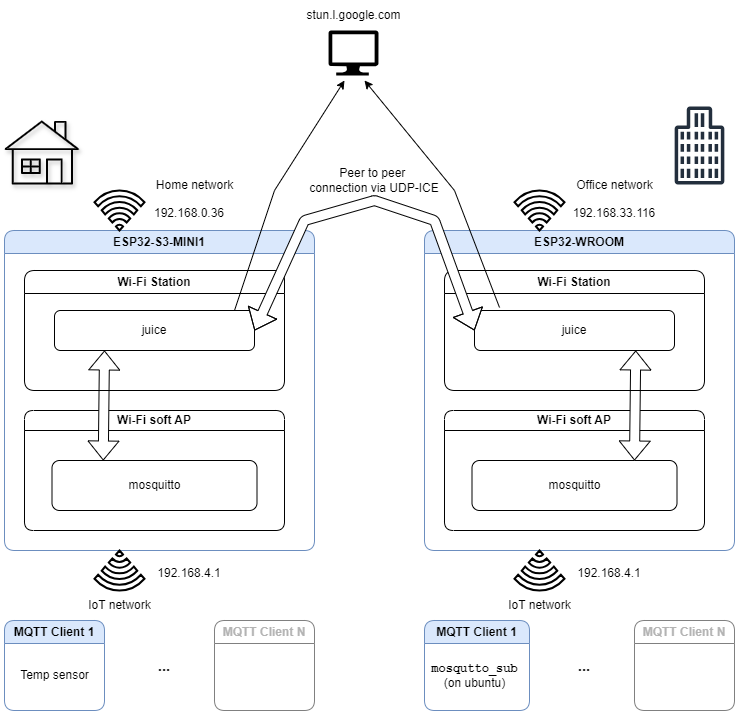 stun.l.google.com
Peer to peer
connection via UDP-ICE
Home network
192.168.0.36
Office network
192.168.33.116
ESP32-S3-MINI1
Wi-Fi Station
juice
Wi-Fi soft AP
mosquitto
192.168.4.1
IoT network
MQTT Client 1
Temp sensor
...
MQTT Client N
ESP32-WROOM
Wi-Fi Station
juice
Wi-Fi soft AP
mosquitto
192.168.4.1
IoT network
MQTT Client 1
mosqutto_sub
(on ubuntu)
...
MQTT Client N